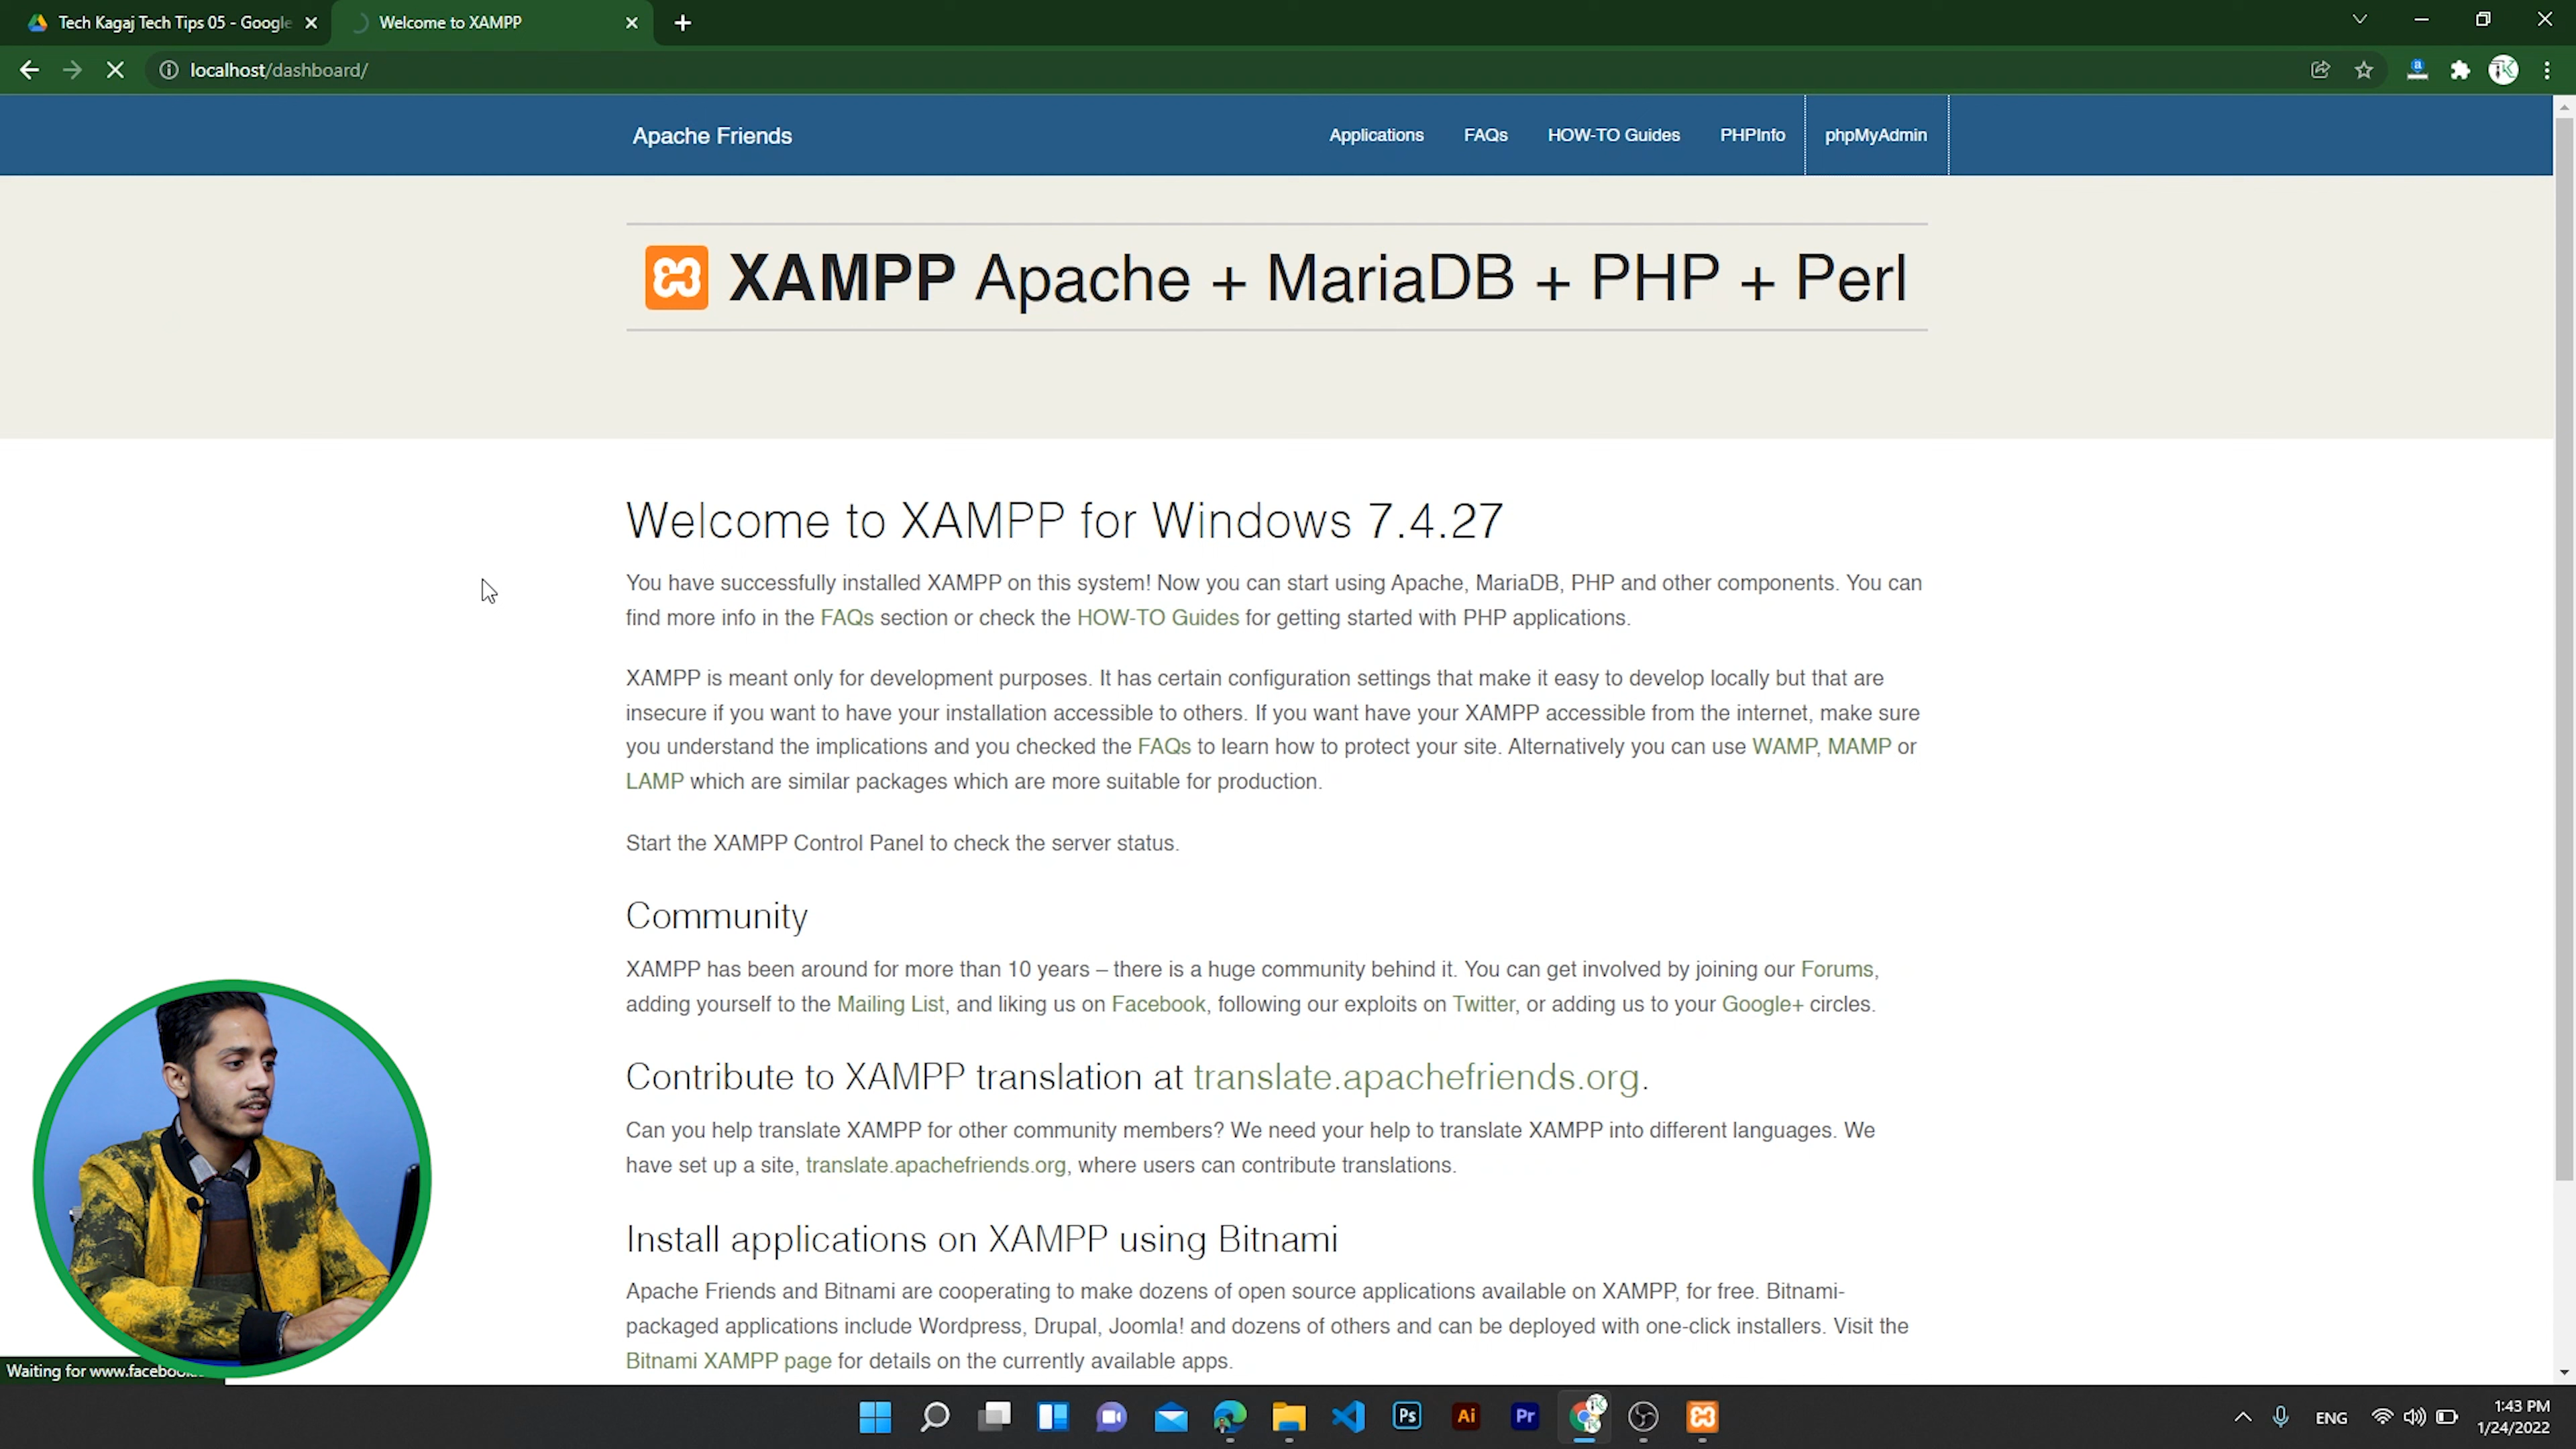 Tech Kagaj Tech Tips 05 - Google
Welcome to XAMPP
localhost/dashboard/
Apache Friends
Applications
FAQs
HOW-TO Guides
PHPInfo
phpMyAdmin
XAMPP Apache + MariaDB + PHP + Perl
Welcome to XAMPP for Windows 7.4.27
You have successfully installed XAMPP on this system! Now you can start using Apache, MariaDB, PHP and other components. You can
find more info in the FAQs section or check the HOW-TO Guides for getting started with PHP applications.
XAMPP is meant only for development purposes. It has certain configuration settings that make it easy to develop locally but that are
insecure if you want to have your installation accessible to others. If you want have your XAMPP accessible from the internet, make sure
you understand the implications and you checked the FAQs to learn how to protect your site. Alternatively you can use WAMP, MAMP or
LAMP which are similar packages which are more suitable for production.
Start the XAMPP Control Panel to check the server status.
Community
XAMPP has been around for more than 10 years – there is a huge community behind it. You can get involved by joining our Forums,
adding yourself to the Mailing List, and liking us on Facebook, following our exploits on Twitter, or adding us to your Google+ circles.
Contribute to XAMPP translation at translate.apachefriends.org.
Can you help translate XAMPP for other community members? We need your help to translate XAMPP into different languages. We
have set up a site, translate.apachefriends.org, where users can contribute translations.
Install applications on XAMPP using Bitnami
Apache Friends and Bitnami are cooperating to make dozens of open source applications available on XAMPP, for free. Bitnami-
packaged applications include Wordpress, Drupal, Joomla! and dozens of others and can be deployed with one-click installers. Visit the
Bitnami XAMPP page for details on the currently available apps.
Waiting for
Ps
Ai
Pr
ENG
1:43 PM
1/24/2022